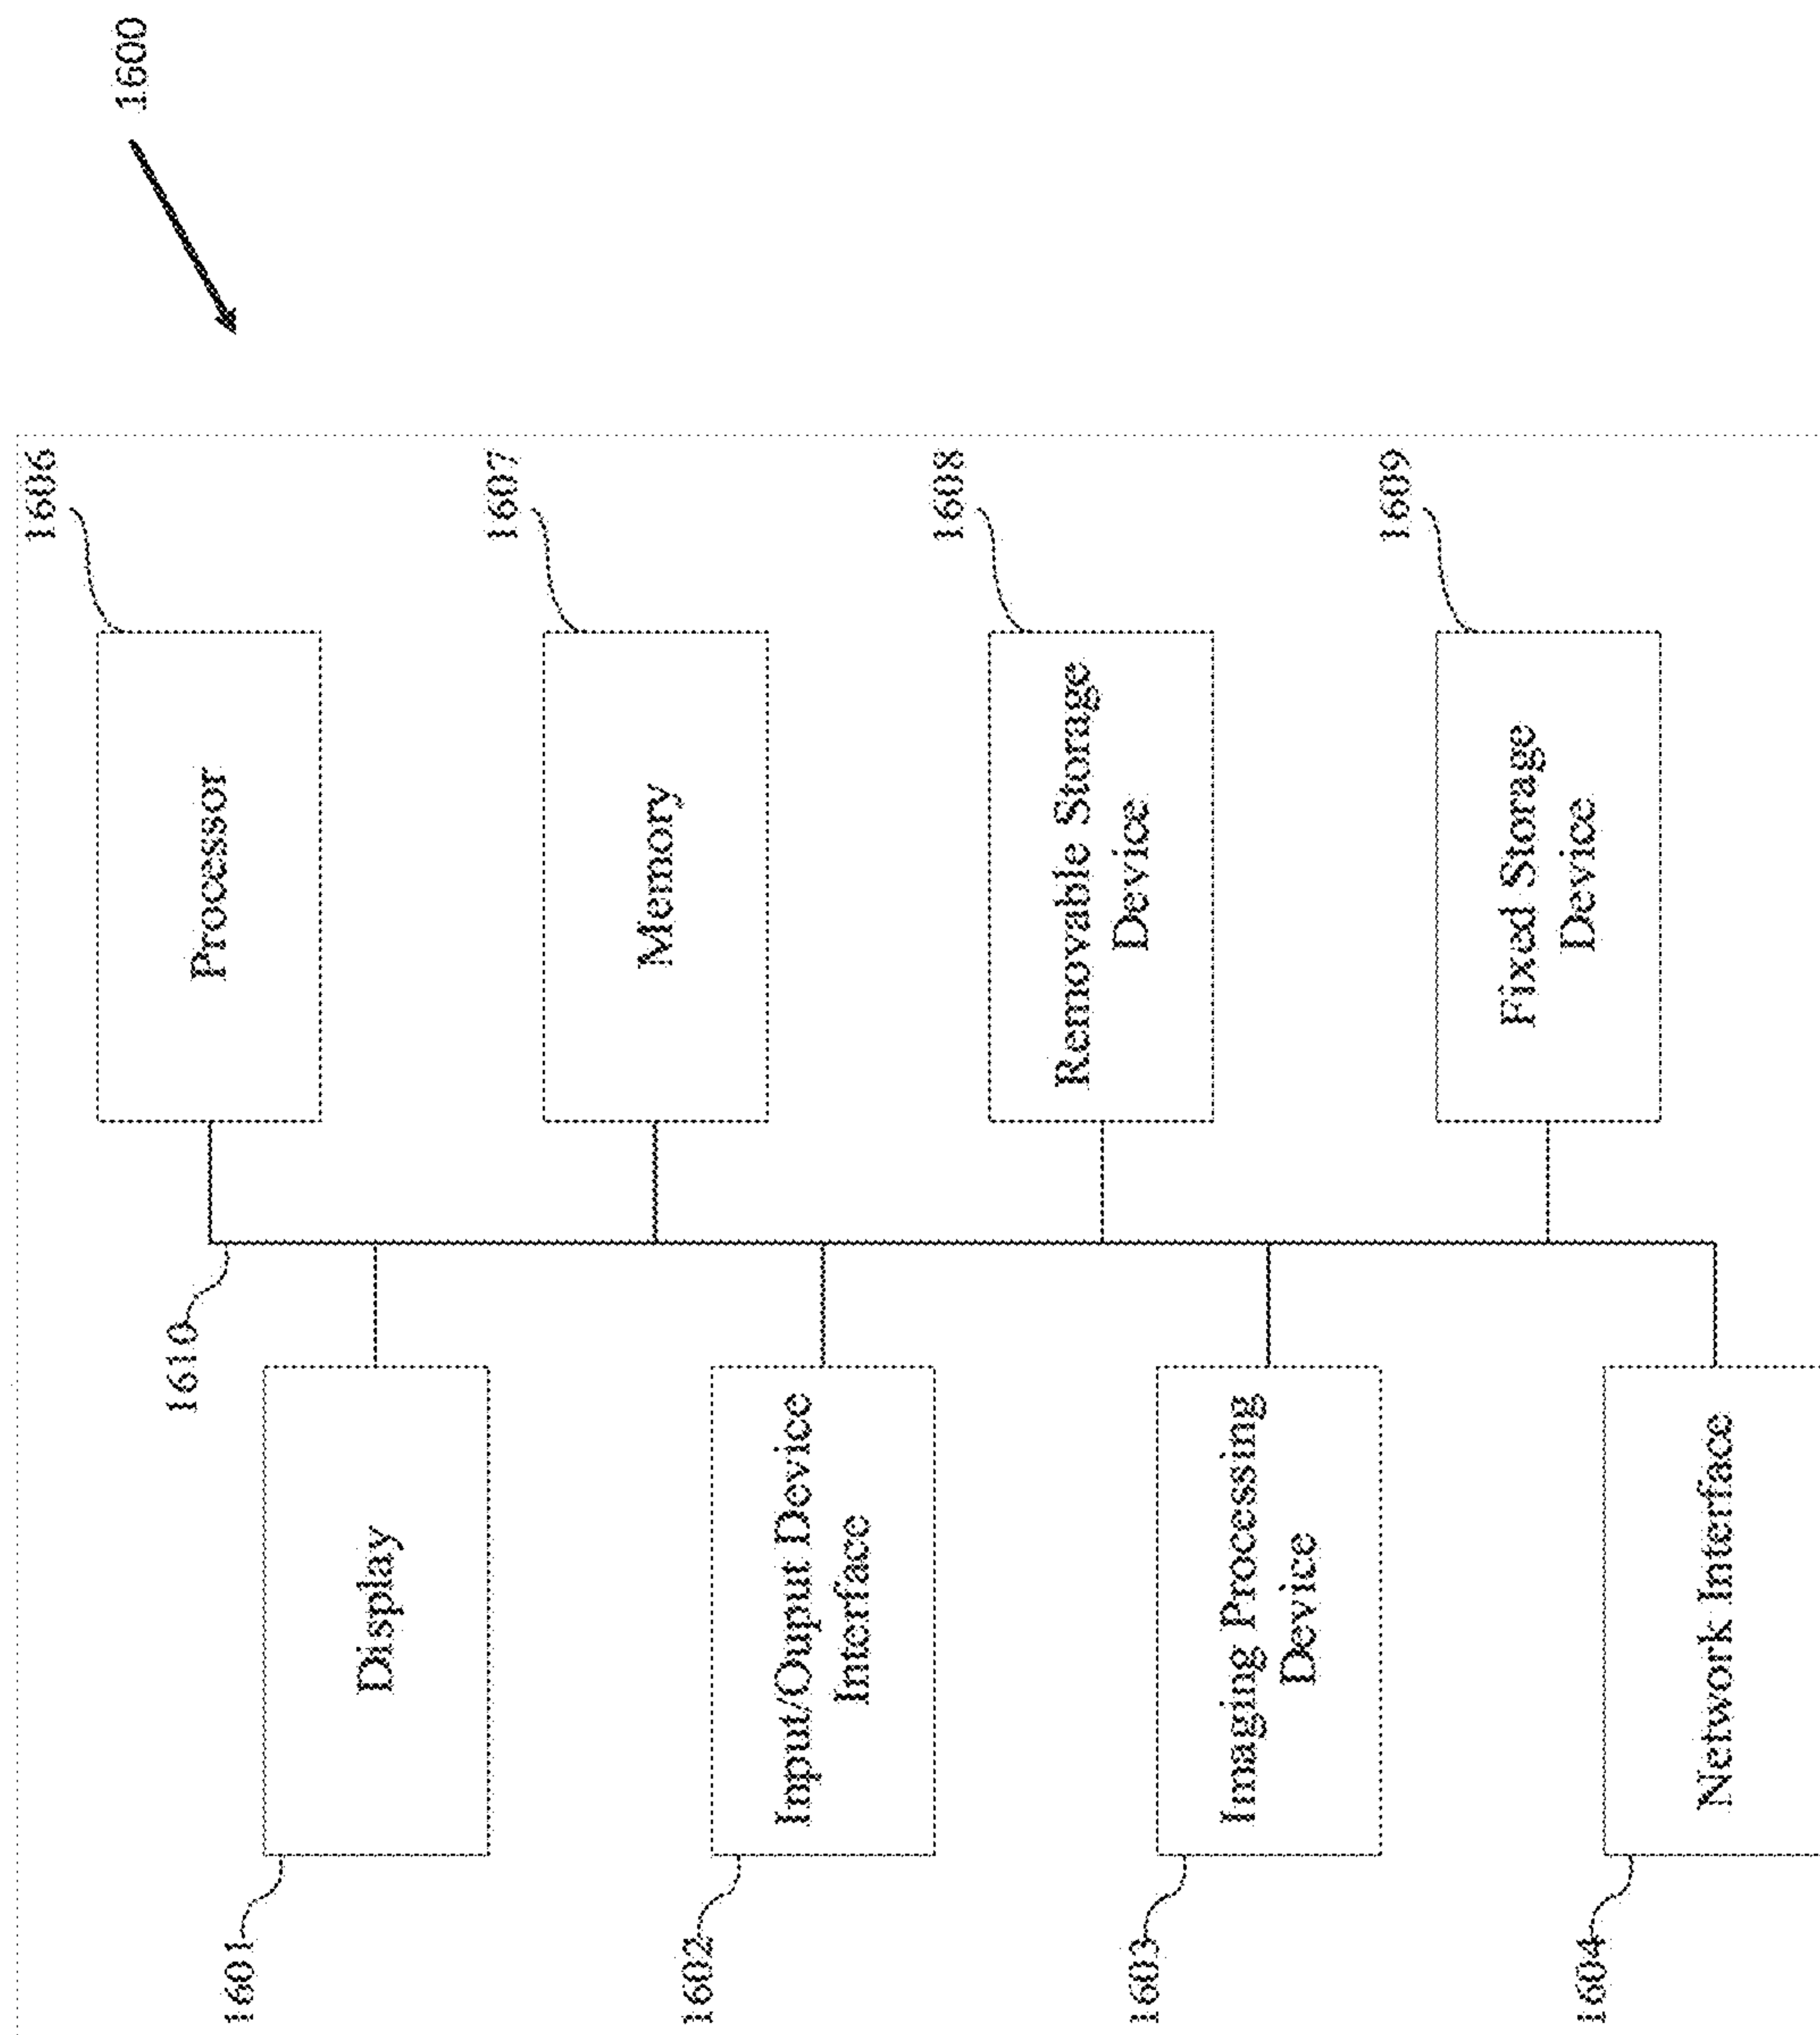 1600
1606
Processor
1607
Memory
1608
Removable Storage
Device
1609
Fixed Storage
Device
1610
1601
Display
1602
Input/Ouput Device
Interface
1603
Imaging Processing
Device
1604
Network Interface